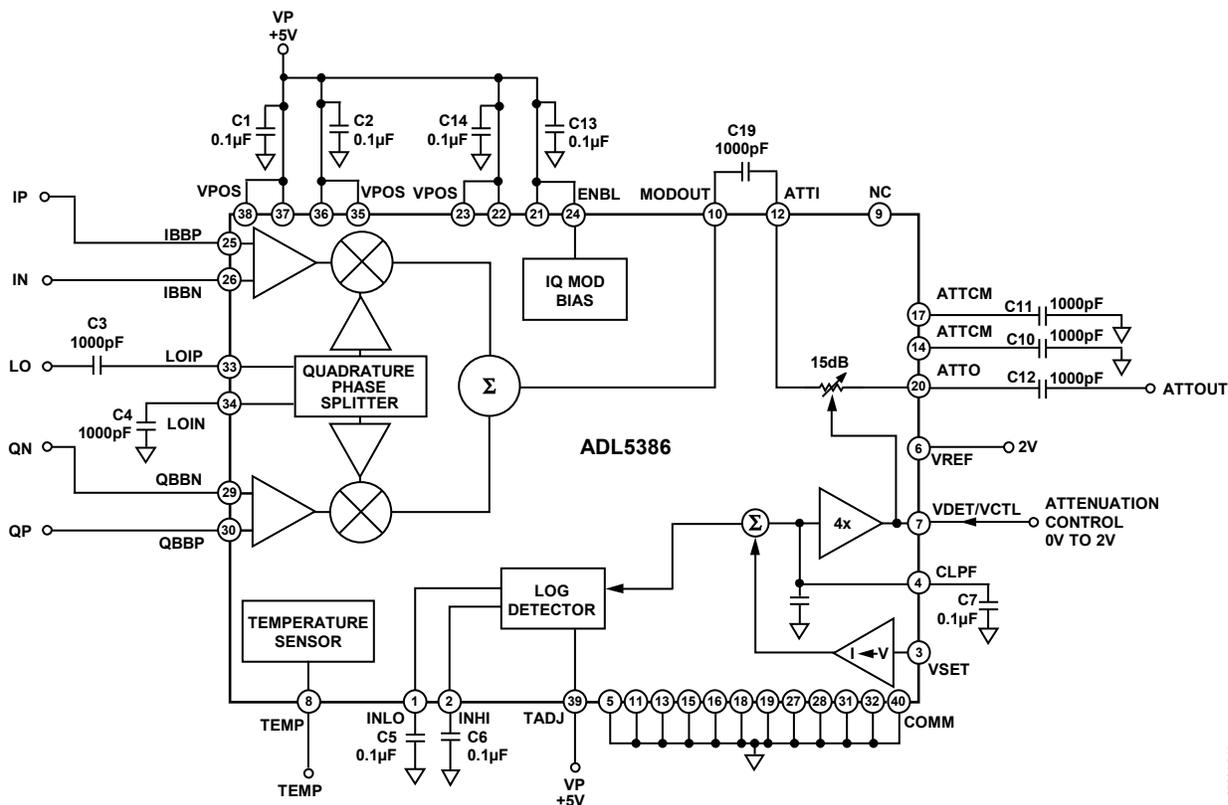 VP
+5V
C1
0.1µF
C2
0.1µF
C14
0.1µF
C13
0.1µF
C19
1000pF
VPOS
VPOS
VPOS
ENBL
MODOUT
ATTI
NC
38
37
36
35
23
22
21
24
10
12
9
IP
IBBP
25
IN
26
IBBN
IQ MOD
BIAS
C3
1000pF
LO
LOIP
33
QUADRATURE
PHASE
SPLITTER
34
LOIN
C4
1000pF
Σ
ATTCM
17
C11
1000pF
ATTCM
14
C10
1000pF
15dB
ATTO
20
C12
1000pF
ATTOUT
ADL5386
6
VREF
2V
QN
QBBN
29
QP
30
QBBP
Σ
4x
7
VDET/VCTL
ATTENUATION
CONTROL
0V TO 2V
LOG
DETECTOR
CLPF
4
C7
0.1µF
TEMPERATURE
SENSOR
I
V
3
VSET
8
1
2
39
5
11
13
15
16
18
19
27
28
31
32
40
TEMP
INLO
INHI
TADJ
COMM
C5
0.1µF
C6
0.1µF
TEMP
VP
+5V